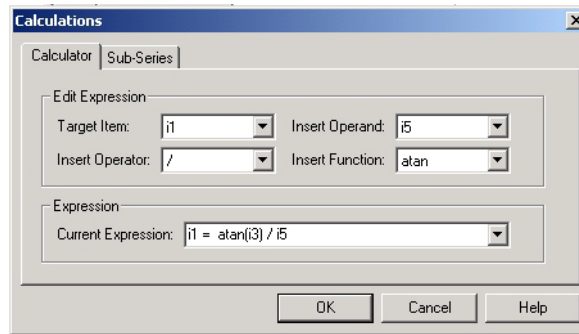 Calculations
Calculator Sub-Series
Edit Expression
Target Item: i1 Insert Operand: i5
Insert Operator: / Insert Function: atan
Expression
Current Expression: i1 = atan(i3) / i5
OK Cancel Help